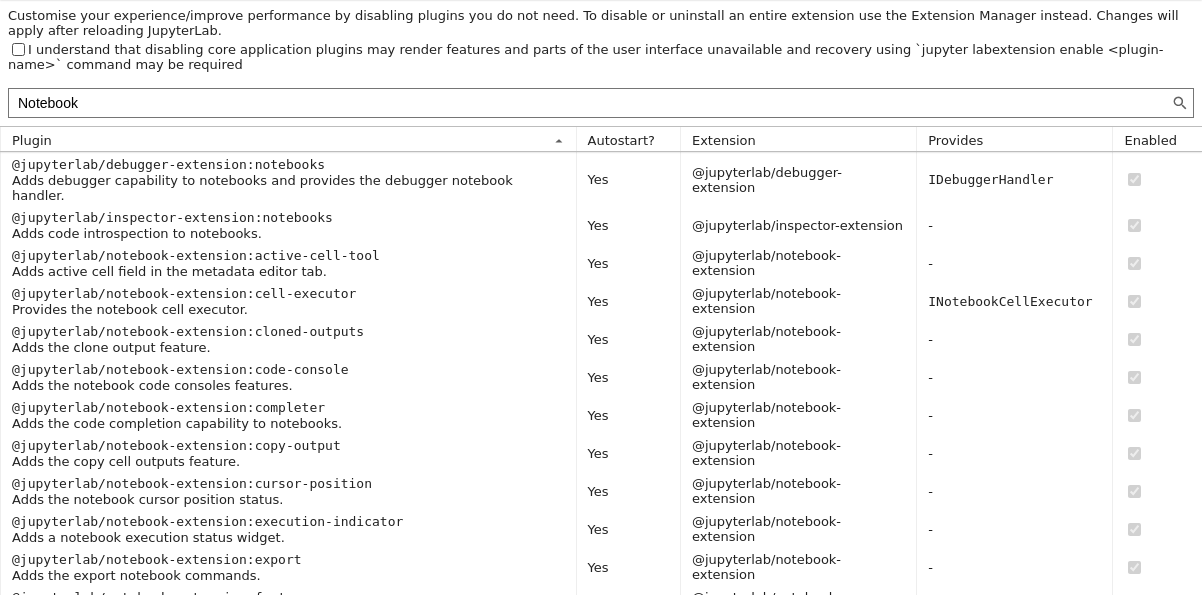 Customise your experience/improve performance by disabling plugins you do not need. To disable or uninstall an entire extension use the Extension Manager instead. Changes will
apply after reloading JupyterLab.
I understand that disabling core application plugins may render features and parts of the user interface unavailable and recovery using `jupyter labextension enable <plugin-
name>` command may be required
Notebook
Plugin Autostart? Extension Provides Enabled
@jupyterlab/debugger-extension:notebooks
Adds debugger capability to notebooks and provides the debugger notebook
handler.
Yes
@jupyterlab/debugger-
extension
IDebuggerHandler
@jupyterlab/inspector-extension:notebooks
Adds code introspection to notebooks.
Yes
@jupyterlab/inspector-extension
-
@jupyterlab/notebook-extension:active-cell-tool
Adds active cell field in the metadata editor tab.
Yes
@jupyterlab/notebook-
extension
-
@jupyterlab/notebook-extension:cell-executor
Provides the notebook cell executor.
Yes
@jupyterlab/notebook-
extension
INotebookCellExecutor
@jupyterlab/notebook-extension:cloned-outputs
Adds the clone output feature.
Yes
@jupyterlab/notebook-
extension
-
@jupyterlab/notebook-extension:code-console
Adds the notebook code consoles features.
Yes
@jupyterlab/notebook-
extension
-
@jupyterlab/notebook-extension:completer
Adds the code completion capability to notebooks.
Yes
@jupyterlab/notebook-
extension
-
@jupyterlab/notebook-extension:copy-output
Adds the copy cell outputs feature.
Yes
@jupyterlab/notebook-
extension
-
@jupyterlab/notebook-extension:cursor-position
Adds the notebook cursor position status.
Yes
@jupyterlab/notebook-
extension
-
@jupyterlab/notebook-extension:execution-indicator
Adds a notebook execution status widget.
Yes
@jupyterlab/notebook-
extension
-
@jupyterlab/notebook-extension:export
Adds the export notebook commands.
Yes
@jupyterlab/notebook-
extension
-